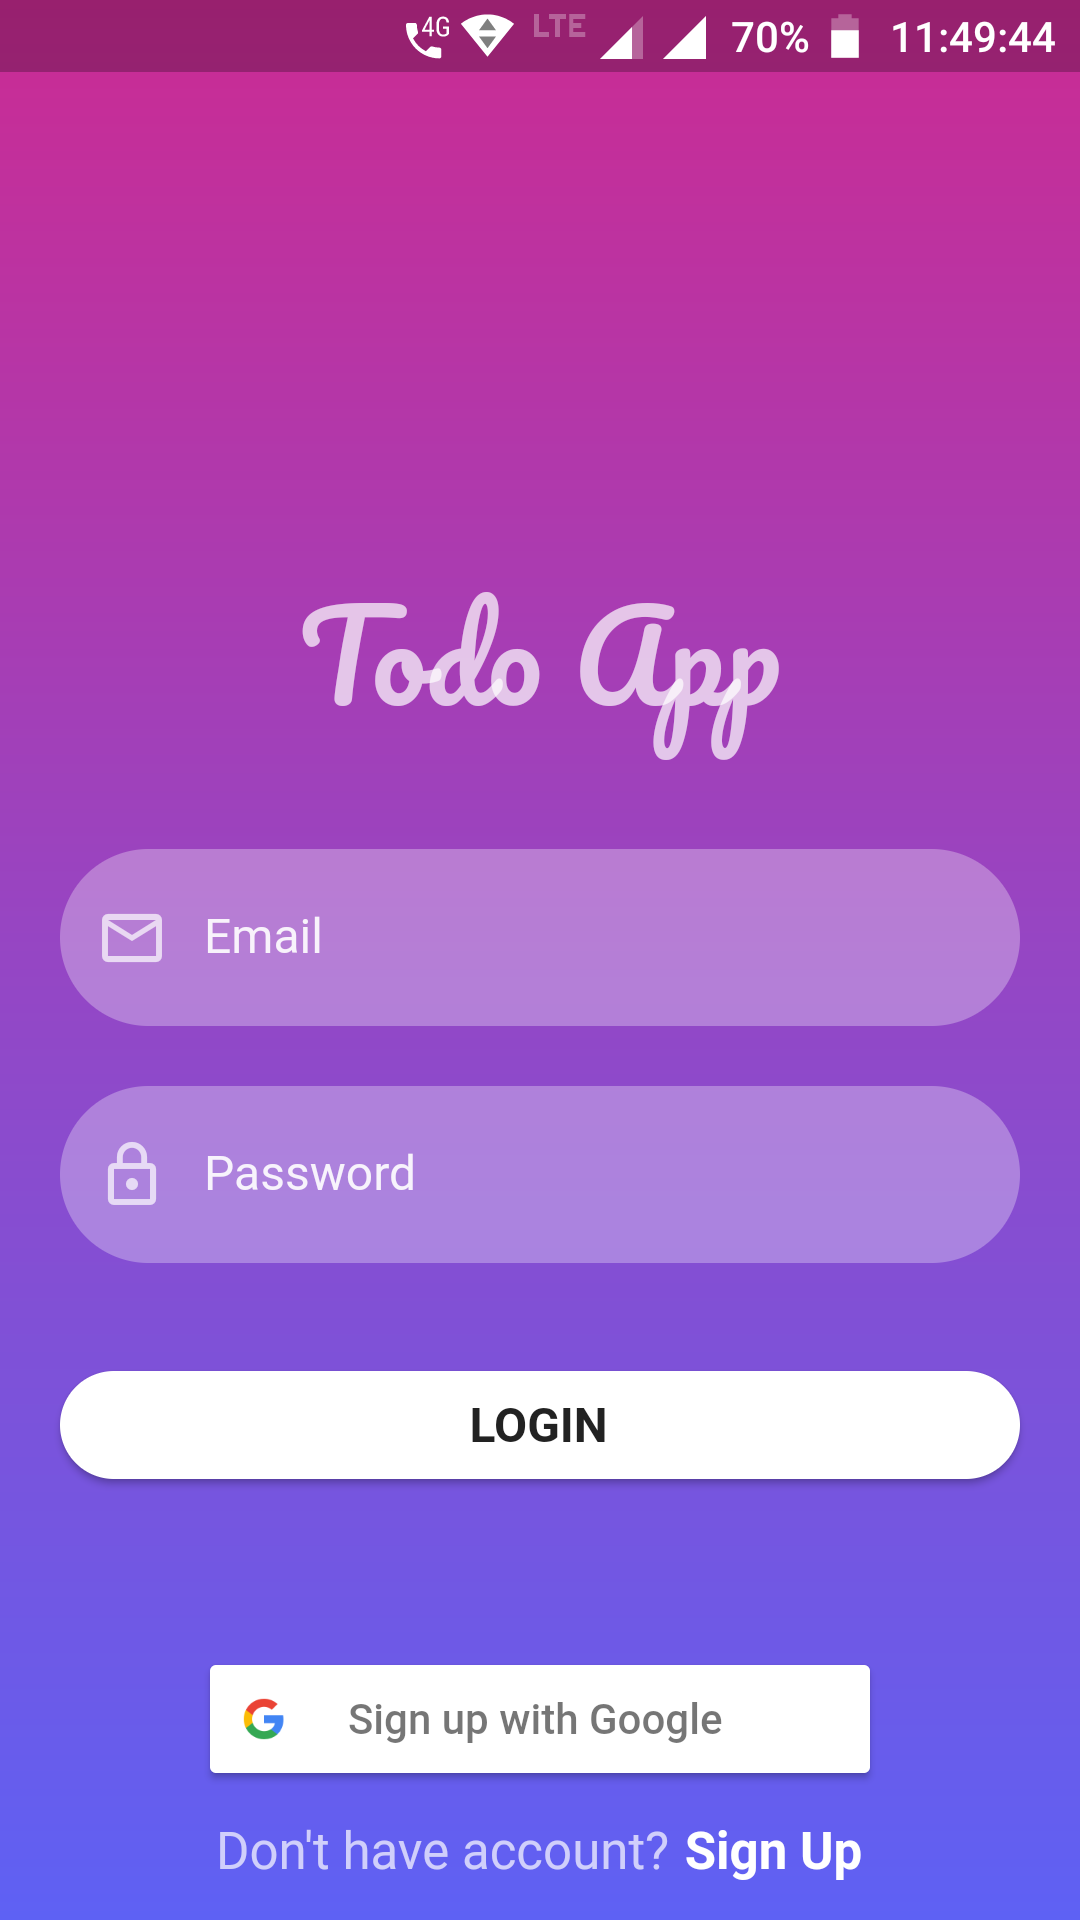 4G LTE 70% 11:49:44
Todo App
Email
Password
LOGIN
Sign up with Google
Don't have account? Sign Up